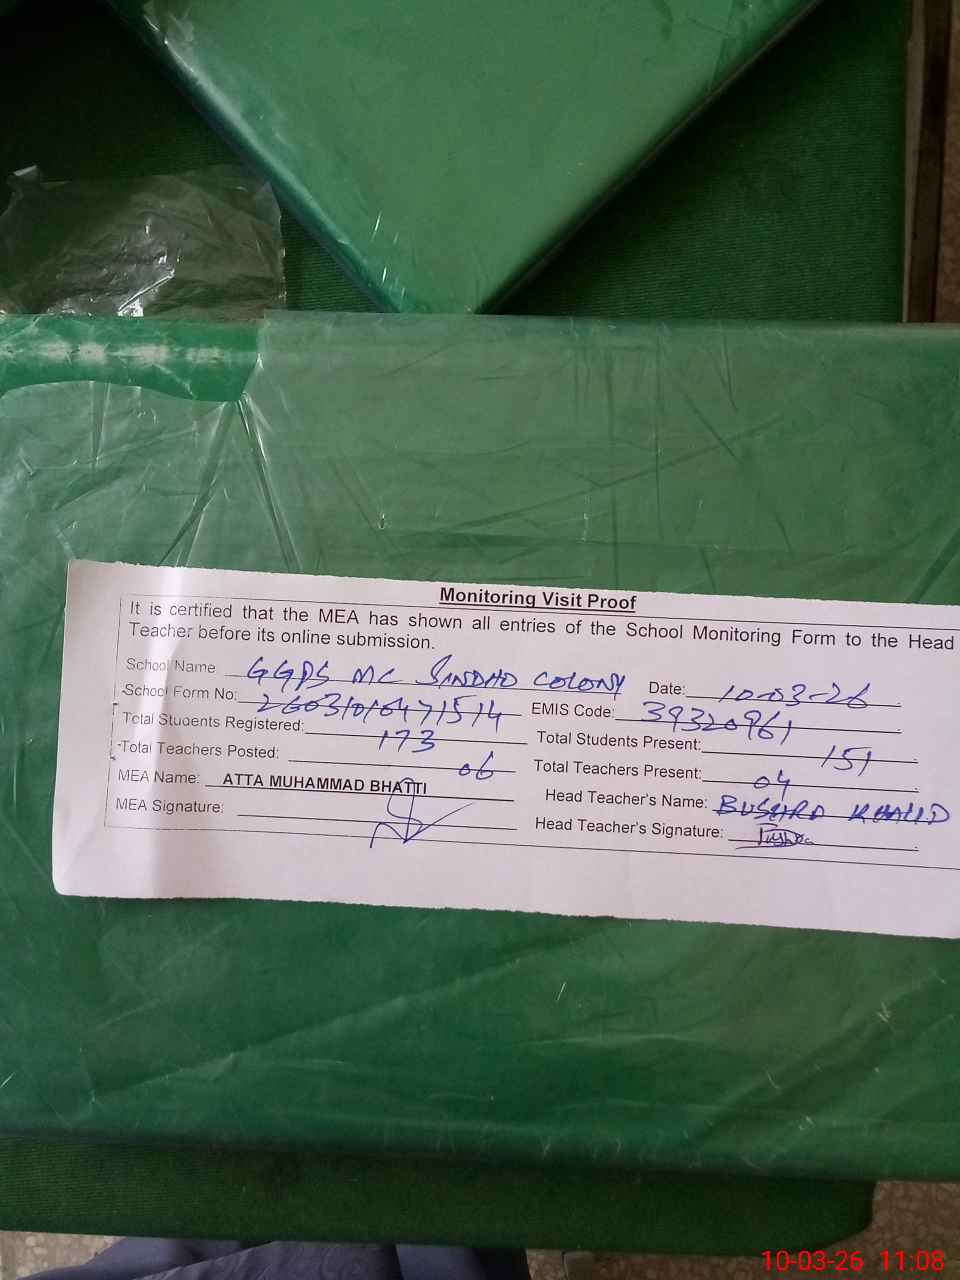 Monitoring Visit Proof
It is certified that the MEA has shown all entries of the School Monitoring Form to the Head
Teacher before its online submission.
School Name GGPS MC SINDHO COLONY Date: 10-03-26
School Form No: 26031016471514 EMIS Code: 39320961
Total Students Registered: 173 Total Students Present: 151
Total Teachers Posted: 06 Total Teachers Present: 04
MEA Name: ATTA MUHAMMAD BHATTI Head Teacher's Name: BUSHRA KHALID
MEA Signature: Head Teacher's Signature:
10-03-26 11:08